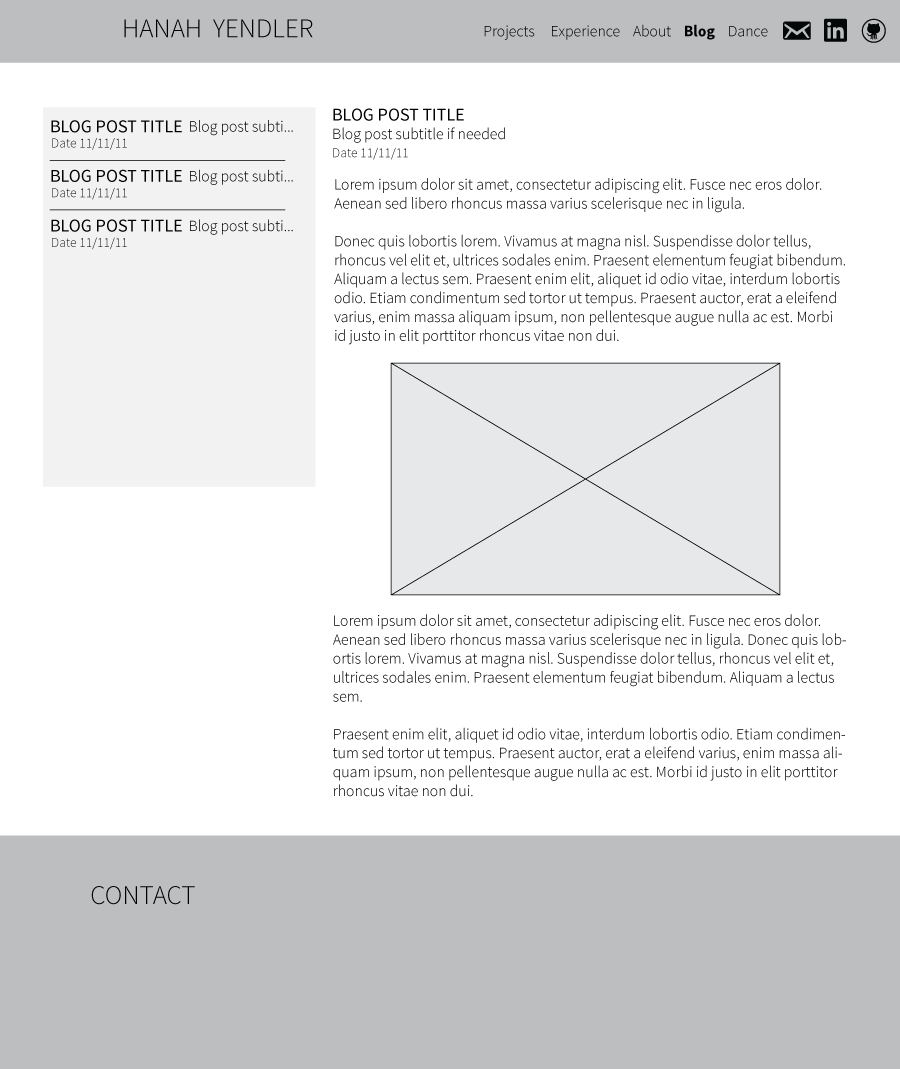 HANAH YENDLER
Projects Experience About Blog Dance
in
BLOG POST TITLE Blog post subti...
Date 11/11/11
BLOG POST TITLE Blog post subti...
Date 11/11/11
BLOG POST TITLE Blog post subti...
Date 11/11/11
BLOG POST TITLE
Blog post subtitle if needed
Date 11/11/11
Lorem ipsum dolor sit amet, consectetur adipiscing elit. Fusce nec eros dolor.
Aenean sed libero rhoncus massa varius scelerisque nec in ligula.
Donec quis lobortis lorem. Vivamus at magna nisl. Suspendisse dolor tellus,
rhoncus vel elit et, ultrices sodales enim. Praesent elementum feugiat bibendum.
Aliquam a lectus sem. Praesent enim elit, aliquet id odio vitae, interdum lobortis
odio. Etiam condimentum sed tortor ut tempus. Praesent auctor, erat a eleifend
varius, enim massa aliquam ipsum, non pellentesque augue nulla ac est. Morbi
id justo in elit porttitor rhoncus vitae non dui.
Lorem ipsum dolor sit amet, consectetur adipiscing elit. Fusce nec eros dolor.
Aenean sed libero rhoncus massa varius scelerisque nec in ligula. Donec quis lob-
ortis lorem. Vivamus at magna nisl. Suspendisse dolor tellus, rhoncus vel elit et,
ultrices sodales enim. Praesent elementum feugiat bibendum. Aliquam a lectus
sem.
Praesent enim elit, aliquet id odio vitae, interdum lobortis odio. Etiam condimen-
tum sed tortor ut tempus. Praesent auctor, erat a eleifend varius, enim massa ali-
quam ipsum, non pellentesque augue nulla ac est. Morbi id justo in elit porttitor
rhoncus vitae non dui.
CONTACT